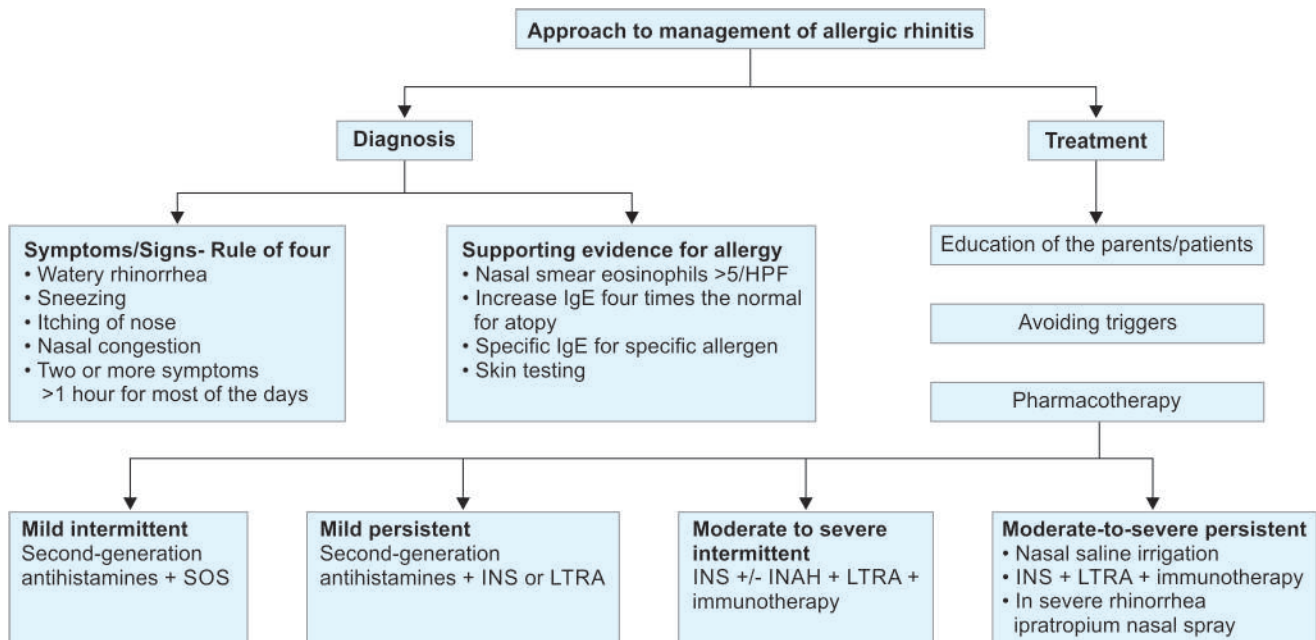 Approach to management of allergic rhinitis
Diagnosis
Treatment
Symptoms/Signs- Rule of four
• Watery rhinorrhea
• Sneezing
• Itching of nose
• Nasal congestion
• Two or more symptoms
>1 hour for most of the days
Supporting evidence for allergy
• Nasal smear eosinophils >5/HPF
• Increase IgE four times the normal
for atopy
• Specific IgE for specific allergen
• Skin testing
Education of the parents/patients
Avoiding triggers
Pharmacotherapy
Mild intermittent
Second-generation
antihistamines + SOS
Mild persistent
Second-generation
antihistamines + INS or LTRA
Moderate to severe
intermittent
INS +/- INAH + LTRA +
immunotherapy
Moderate-to-severe persistent
• Nasal saline irrigation
• INS + LTRA + immunotherapy
• In severe rhinorrhea
ipratropium nasal spray